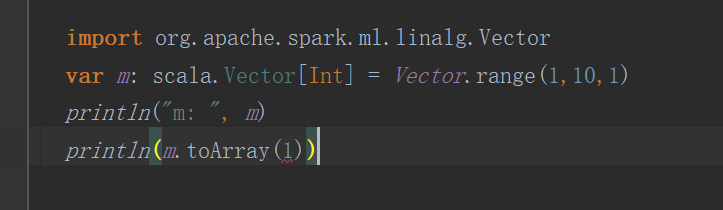 import org.apache.spark.ml.linalg.Vector
var m: scala.Vector[Int] = Vector.range(1,10,1)
println("m: ", m)
println(m.toArray(1))